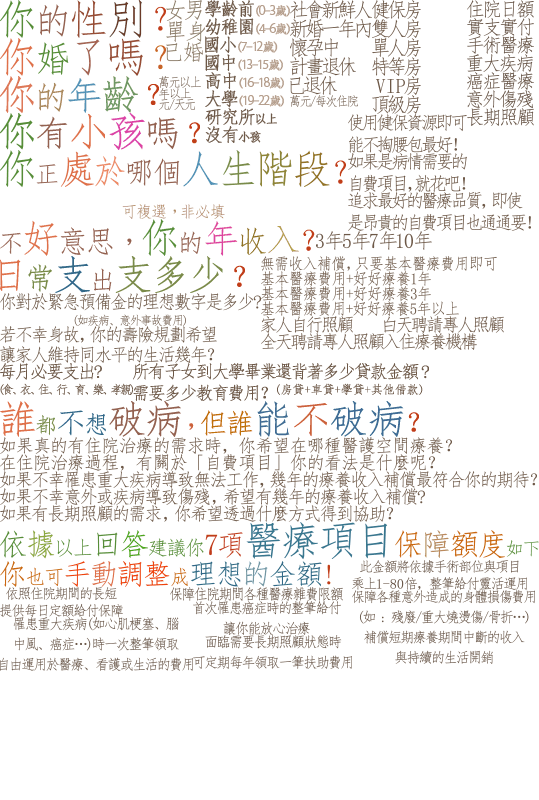 你的性別？女男
你婚了嗎？單身 已婚
你的年齡？萬元以上 年以上 元/天元
你有小孩嗎？
你正處於哪個人生階段？
學齡前(0-3歲)
幼稚園(4-6歲)
國小(7-12歲)
國中(13-15歲)
高中(16-18歲)
大學(19-22歲)
研究所以上
沒有小孩
社會新鮮人
新婚一年內
懷孕中
計畫退休
已退休
萬元/每次住院
健保房
雙人房
單人房
特等房
VIP房
頂級房
住院日額
實支實付
手術醫療
重大疾病
癌症醫療
意外傷殘
長期照顧
使用健保資源即可
能不掏腰包最好!
如果是病情需要的
自費項目,就花吧!
追求最好的醫療品質,即使
是昂貴的自費項目也通通要!
可複選，非必填
不好意思，你的年收入？3年5年7年10年
日常支出支多少？
無需收入補償,只要基本醫療費用即可
基本醫療費用+好好療養1年
基本醫療費用+好好療養3年
基本醫療費用+好好療養5年以上
家人自行照顧 白天聘請專人照顧
全天聘請專人照顧入住療養機構
你對於緊急預備金的理想數字是多少?
(如疾病、意外事故費用)
若不幸身故,你的壽險規劃希望
讓家人維持同水平的生活幾年?
每月必要支出?
(食、衣、住、行、育、樂、孝親)
所有子女到大學畢業還背著多少貸款金額?
需要多少教育費用?(房貸+車貸+學貸+其他借款)
誰都不想破病，但誰能不破病？
如果真的有住院治療的需求時，你希望在哪種醫護空間療養?
在住院治療過程，有關於「自費項目」你的看法是什麼呢?
如果不幸罹患重大疾病導致無法工作,幾年的療養收入補償最符合你的期待?
如果不幸意外或疾病導致傷殘,希望有幾年的療養收入補償?
如果有長期照顧的需求,你希望透過什麼方式得到協助?
依據以上回答建議你7項醫療項目保障額度如下
你也可手動調整成理想的金額!
此金額將依據手術部位與項目
乘上1-80倍，整筆給付靈活運用
依照住院期間的長短
提供每日定額給付保障
保障住院期間各種醫療雜費限額
首次罹患癌症時的整筆給付
保障各種意外造成的身體損傷費用
(如：殘廢/重大燒燙傷/骨折…)
罹患重大疾病(如心肌梗塞、腦
中風、癌症…)時一次整筆領取
讓你能放心治療
面臨需要長期照顧狀態時
補償短期療養期間中斷的收入
與持續的生活開銷
自由運用於醫療、看護或生活的費用
可定期每年領取一筆扶助費用